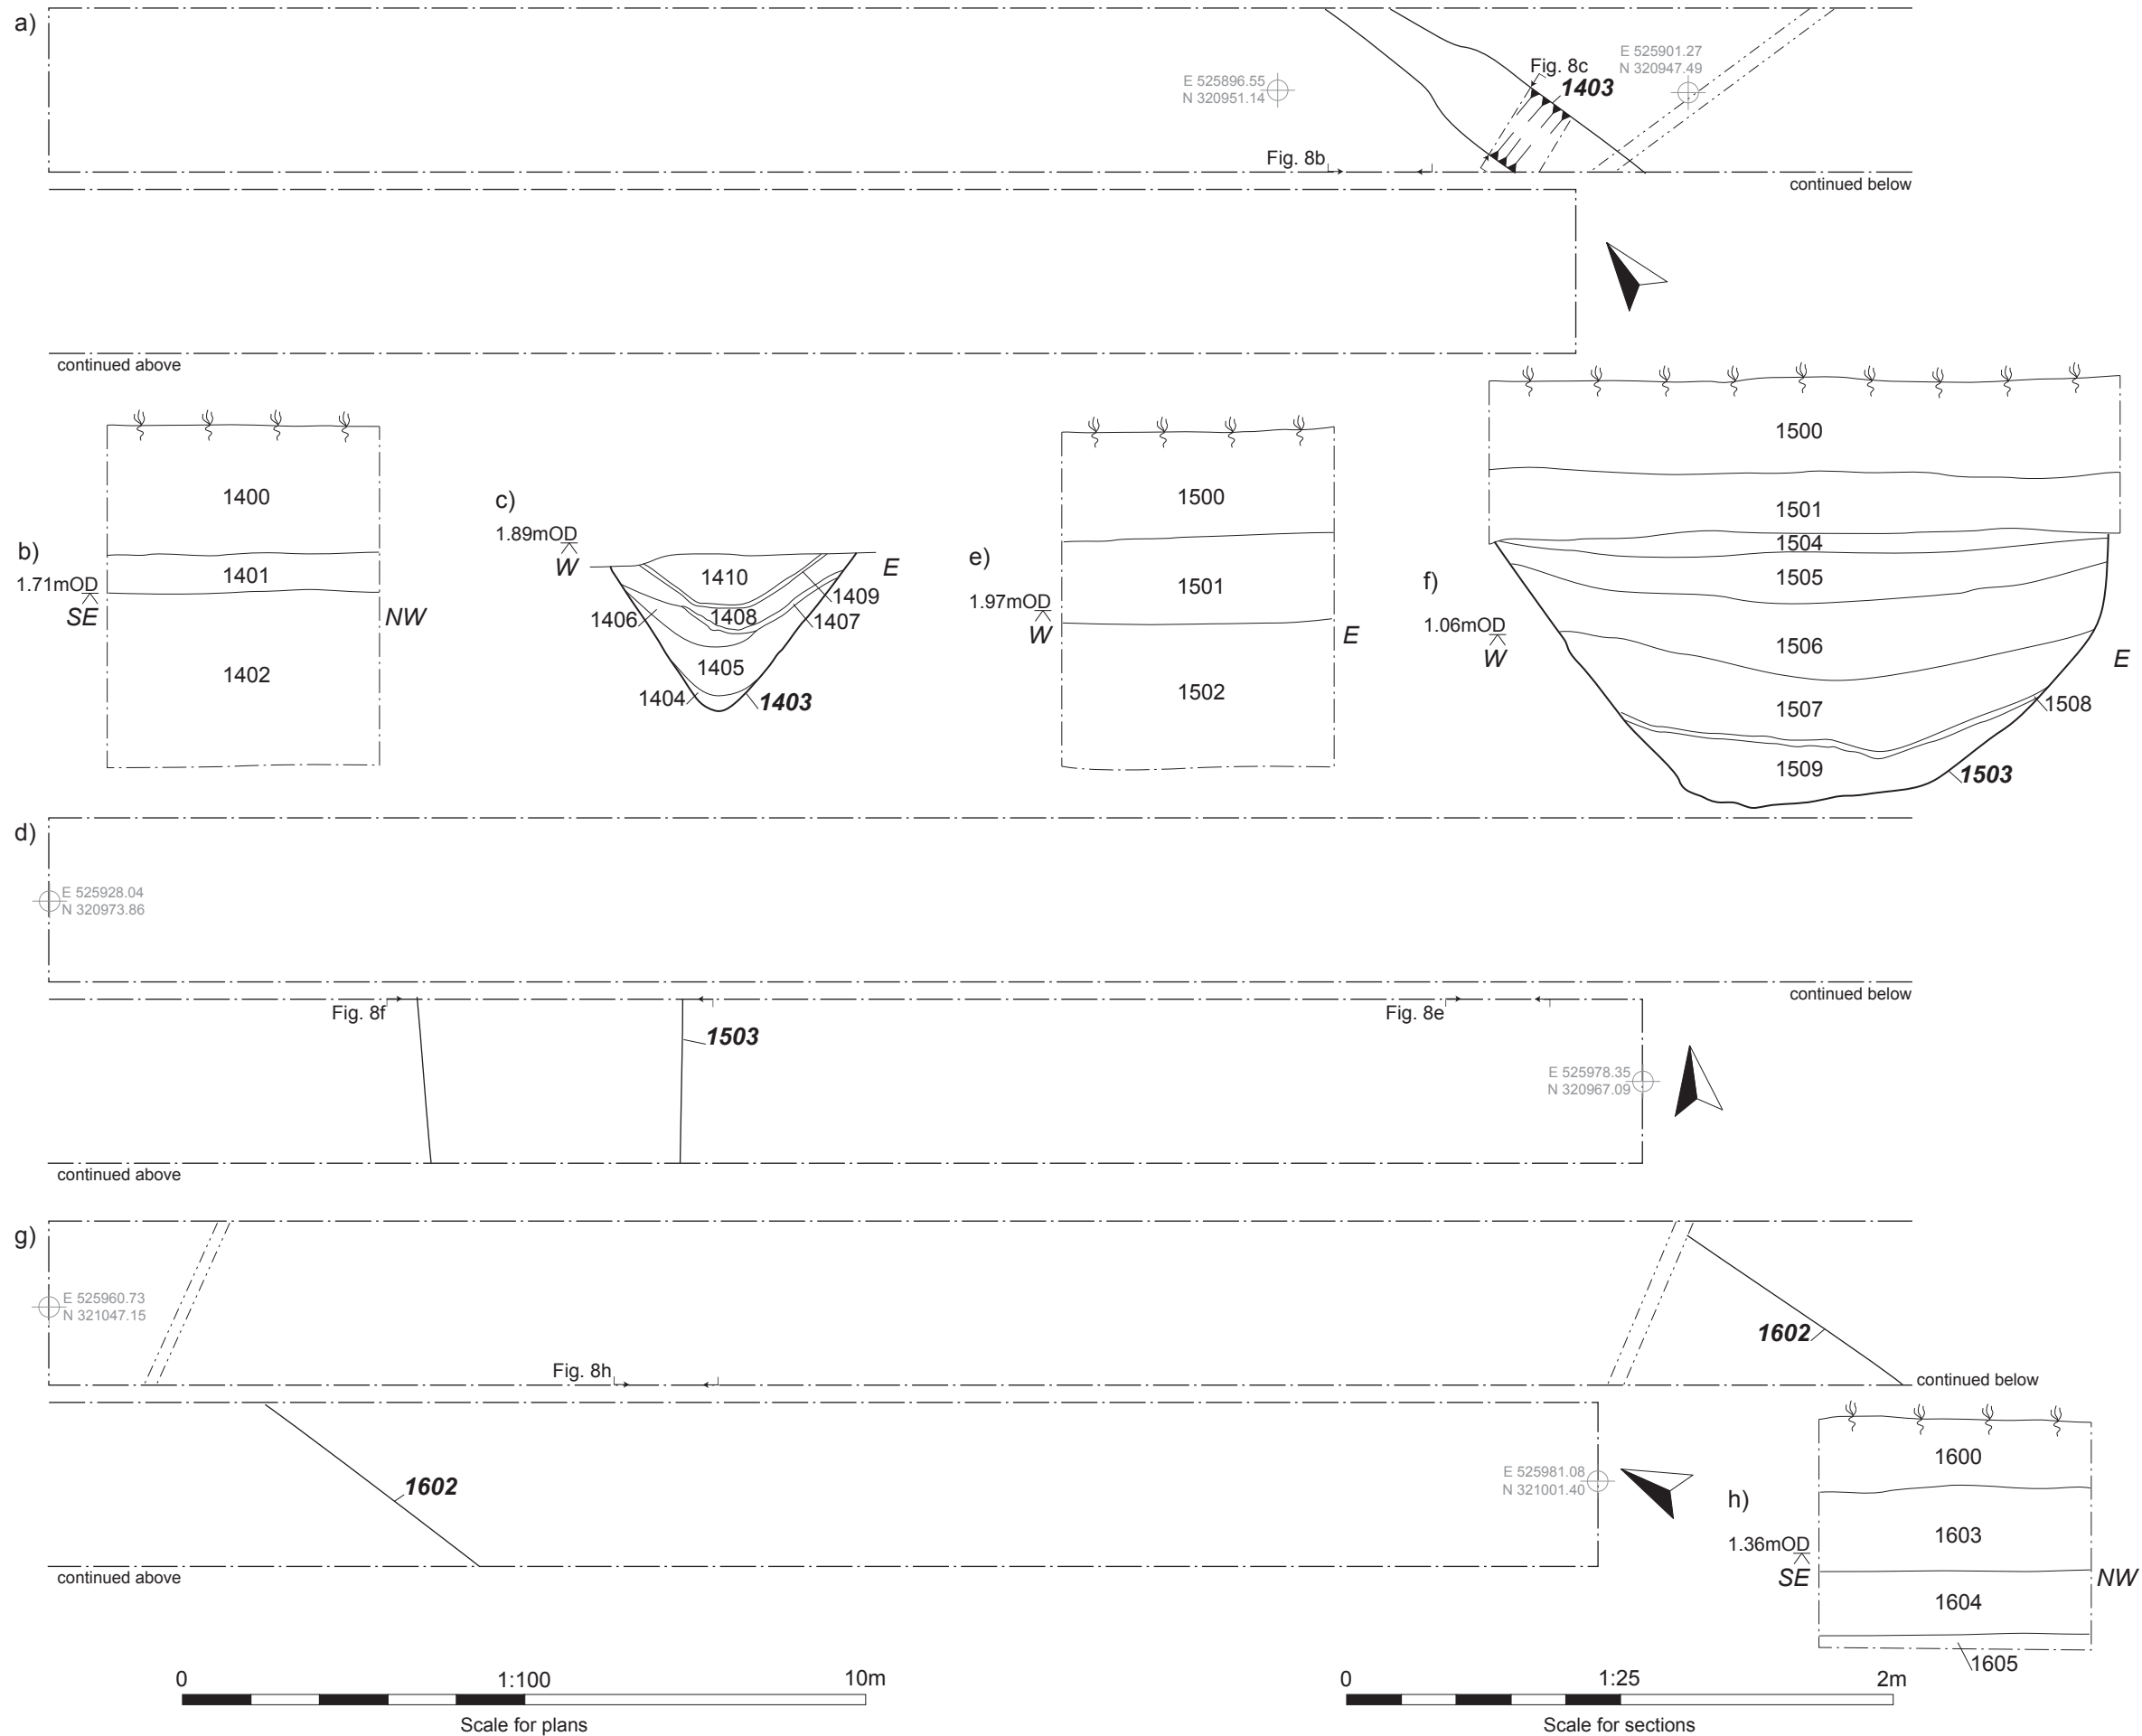 a)
E 525896.55
N 320951.14
Fig. 8c
1403
E 525901.27
N 320947.49
Fig. 8b
continued below
continued above
b)
1400
1401
1402
1.71mOD
SE
NW
c)
1.89mOD
W
E
1410
1409
1408
1407
1406
1405
1404
1403
e)
1500
1501
1502
1.97mOD
W
E
f)
1500
1501
1504
1505
1506
1507
1508
1509
1503
1.06mOD
W
E
d)
E 525928.04
N 320973.86
continued below
Fig. 8f
1503
Fig. 8e
E 525978.35
N 320967.09
continued above
g)
E 525960.73
N 321047.15
Fig. 8h
1602
continued below
1602
E 525981.08
N 321001.40
continued above
h)
1600
1603
1604
1605
1.36mOD
SE
NW
0 1:100 10m
Scale for plans
0 1:25 2m
Scale for sections